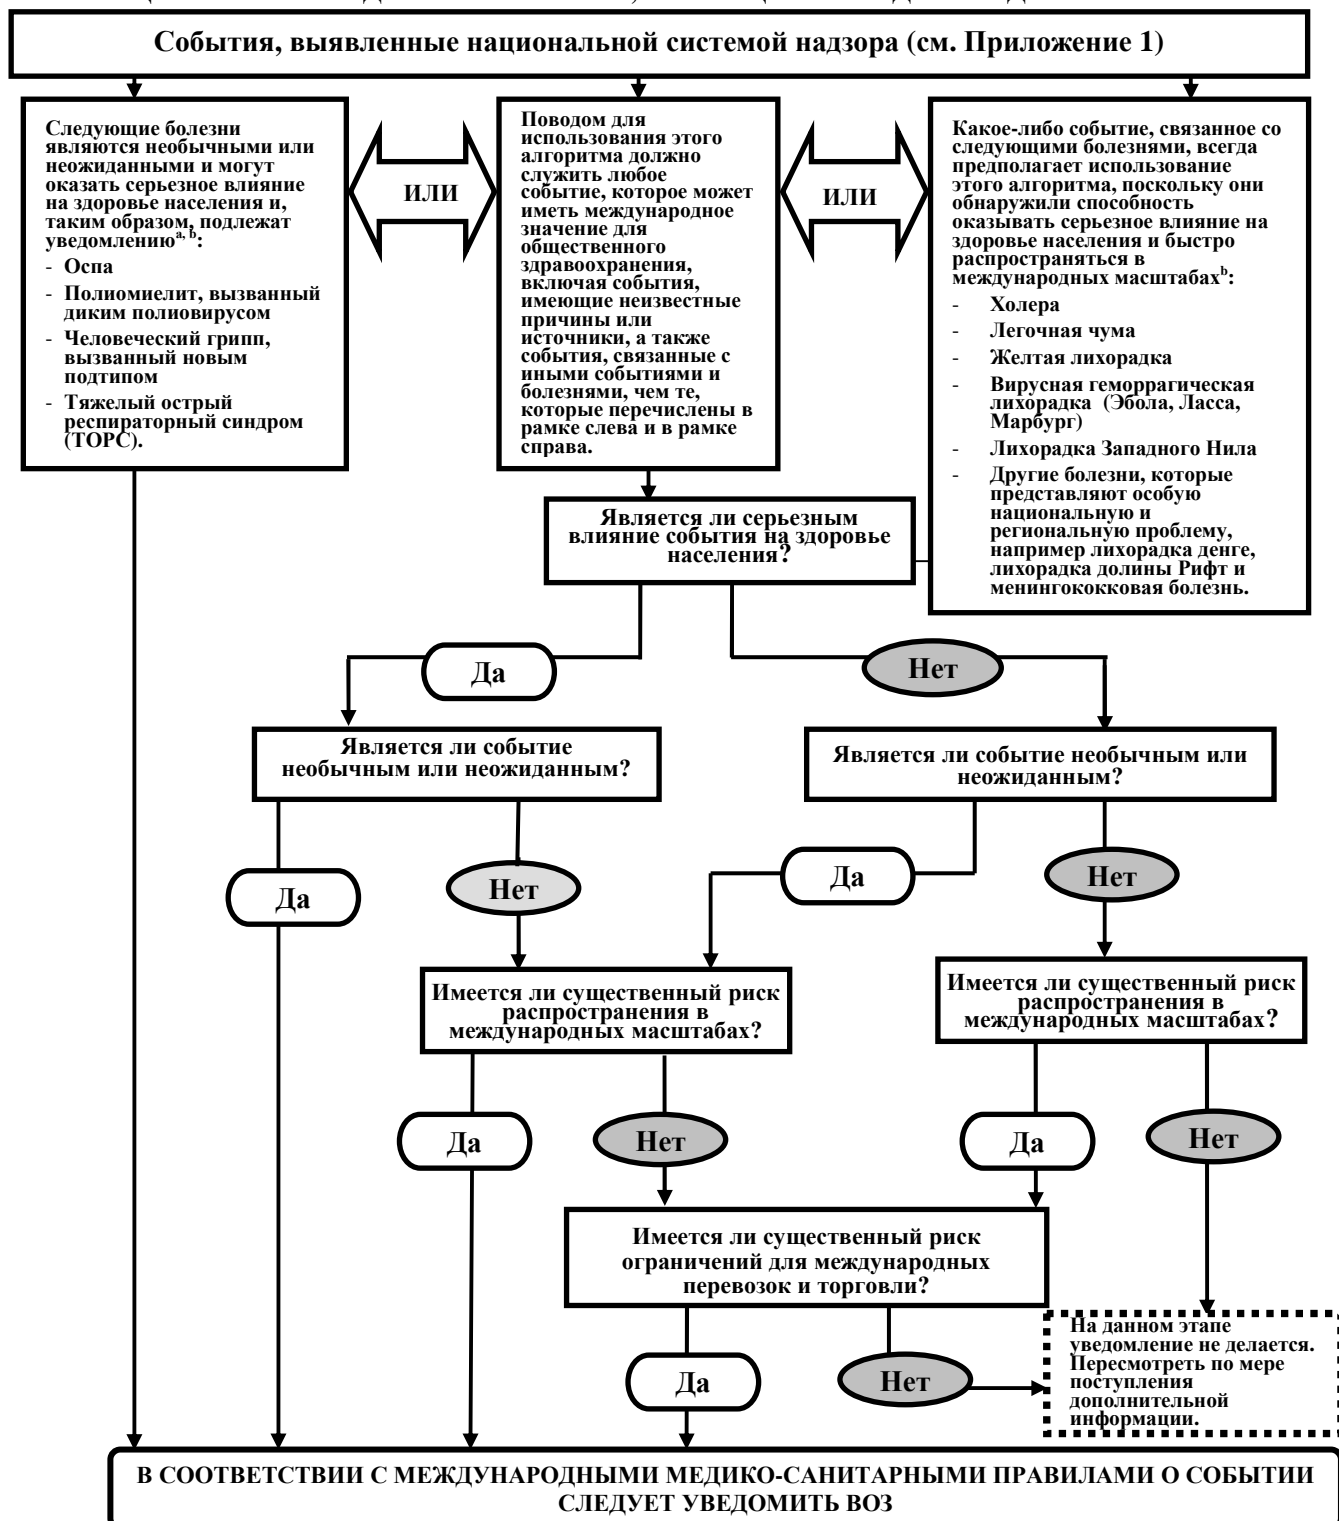 События, выявленные национальной системой надзора (см. Приложение 1)
Следующие болезни
являются необычными или
неожиданными и могут
оказать серьезное влияние
на здоровье населения и,
таким образом, подлежат
уведомлению^a, b:
- Оспа
- Полиомиелит, вызванный
диким полиовирусом
- Человеческий грипп,
вызванный новым
подтипом
- Тяжелый острый
респираторный синдром
(ТОРС).
ИЛИ
Поводом для
использования этого
алгоритма должно
служить любое
событие, которое может
иметь международное
значение для
общественного
здравоохранения,
включая события,
имеющие неизвестные
причины или
источники, а также
события, связанные с
иными событиями и
болезнями, чем те,
которые перечислены в
рамке слева и в рамке
справа.
ИЛИ
Какое-либо событие, связанное со
следующими болезнями, всегда
предполагает использование
этого алгоритма, поскольку они
обнаружили способность
оказывать серьезное влияние на
здоровье населения и быстро
распространяться в
международных масштабах^b:
- Холера
- Легочная чума
- Желтая лихорадка
- Вирусная геморрагическая
лихорадка (Эбола, Ласса,
Марбург)
- Лихорадка Западного Нила
- Другие болезни, которые
представляют особую
национальную и
региональную проблему,
например лихорадка денге,
лихорадка долины Рифт и
менингококковая болезнь.
Является ли серьезным
влияние события на здоровье
населения?
Да
Нет
Является ли событие
необычным или неожиданным?
Является ли событие необычным или
неожиданным?
Да
Нет
Да
Нет
Имеется ли существенный риск
распространения в
международных масштабах?
Имеется ли существенный риск
распространения в
международных масштабах?
Да
Нет
Да
Нет
Имеется ли существенный риск
ограничений для международных
перевозок и торговли?
Да
Нет
На данном этапе
уведомление не делается.
Пересмотреть по мере
поступления
дополнительной
информации.
В СООТВЕТСТВИИ С МЕЖДУНАРОДНЫМИ МЕДИКО-САНИТАРНЫМИ ПРАВИЛАМИ О СОБЫТИИ
СЛЕДУЕТ УВЕДОМИТЬ ВОЗ